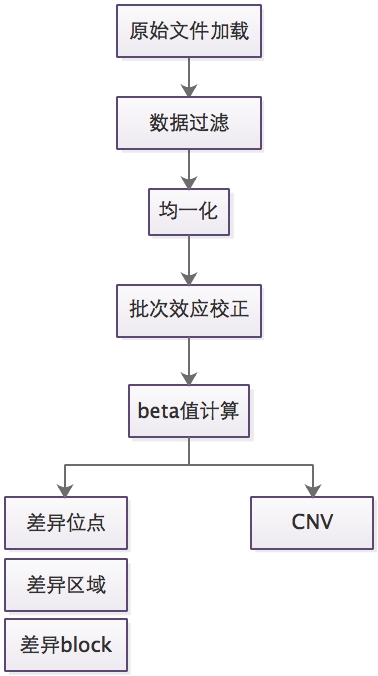 原始文件加载
数据过滤
均一化
批次效应校正
beta值计算
差异位点
CNV
差异区域
差异block